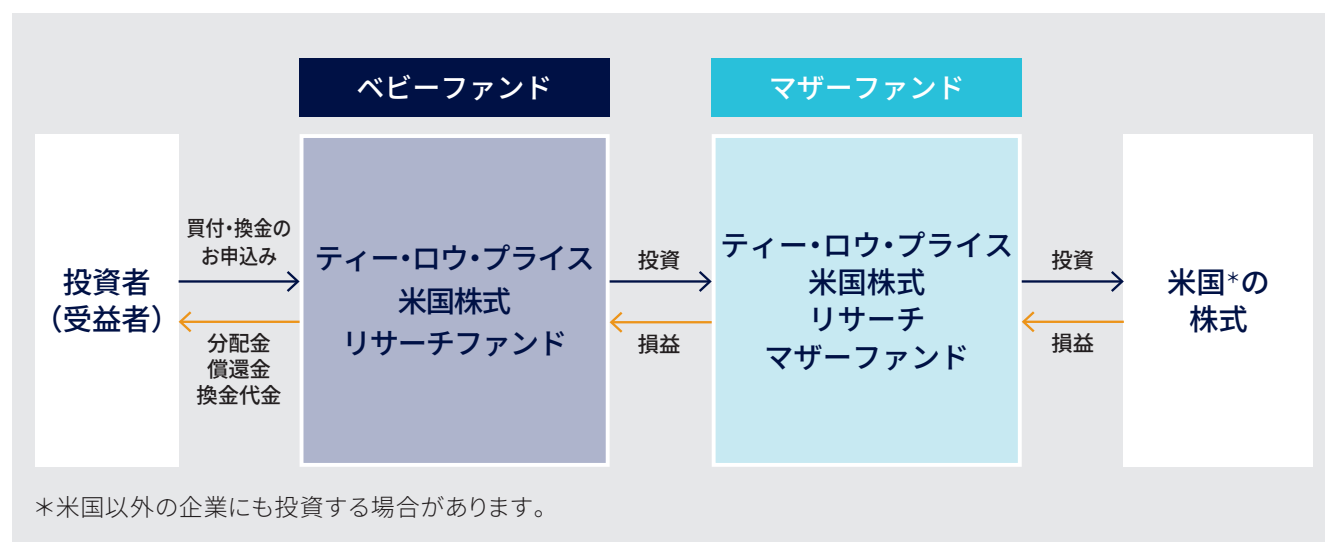 ベビーファンド
マザーファンド
投資者
（受益者）
買付・換金の
お申込み
分配金
償還金
換金代金
ティー・ロウ・プライス
米国株式
リサーチファンド
投資
損益
ティー・ロウ・プライス
米国株式
リサーチ
マザーファンド
投資
損益
米国＊の
株式
＊米国以外の企業にも投資する場合があります。